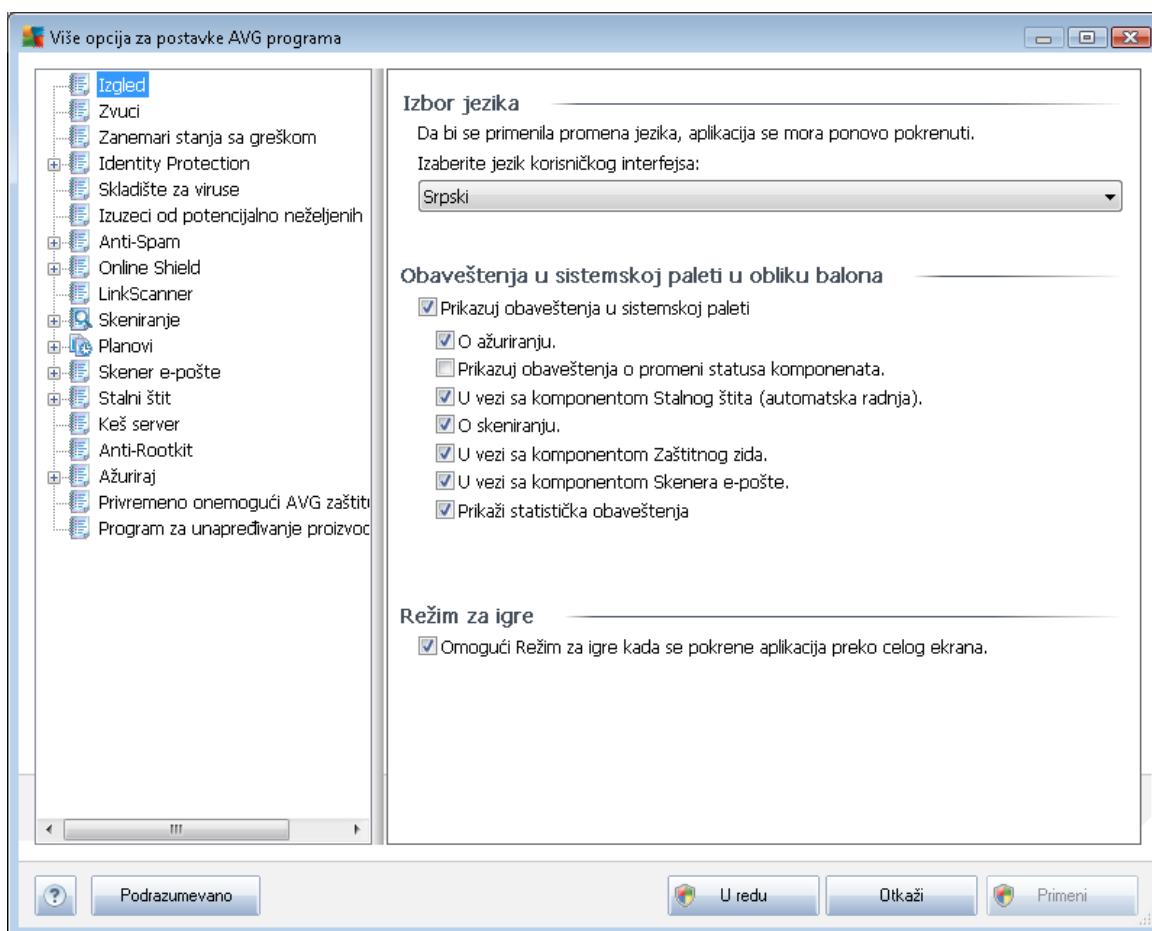 Više opcija za postavke AVG programa
Izgled
Zvuci
Zanemari stanja sa greškom
Identity Protection
Skladište za viruse
Izuzeci od potencijalno neželjenih
Anti-Spam
Online Shield
LinkScanner
Skeniranje
Planovi
Skener e-pošte
Stalni štit
Keš server
Anti-Rootkit
Ažuriraj
Privremeno onemogući AVG zaštitu
Program za unapređivanje proizvod
Izbor jezika
Da bi se primenila promena jezika, aplikacija se mora ponovo pokrenuti.
Izaberite jezik korisničkog interfejsa:
Srpski
Obaveštenja u sistemskoj paleti u obliku balona
Prikazuj obaveštenja u sistemskoj paleti
O ažuriranju.
Prikazuj obaveštenja o promeni statusa komponenata.
U vezi sa komponentom Stalnog štita (automatska radnja).
O skeniranju.
U vezi sa komponentom Zaštitnog zida.
U vezi sa komponentom Skenera e-pošte.
Prikaži statistička obaveštenja
Režim za igre
Omogući Režim za igre kada se pokrene aplikacija preko celog ekrana.
?
Podrazumevano
U redu
Otkaži
Primeni